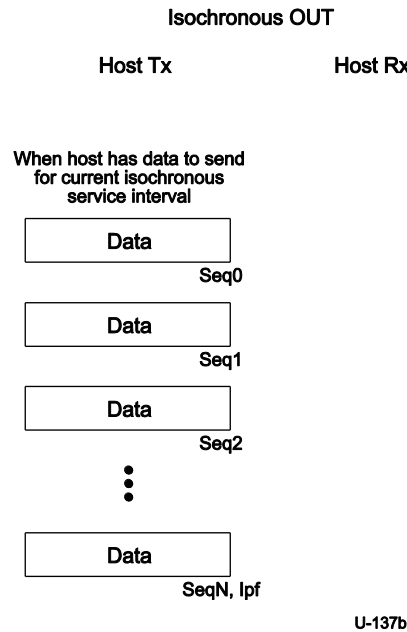 Isochronous OUT
Host Tx
Host Rx
When host has data to send
for current isochronous
service interval
Data
Seq0
Data
Seq1
Data
Seq2
Data
SeqN, lpf
U-137b